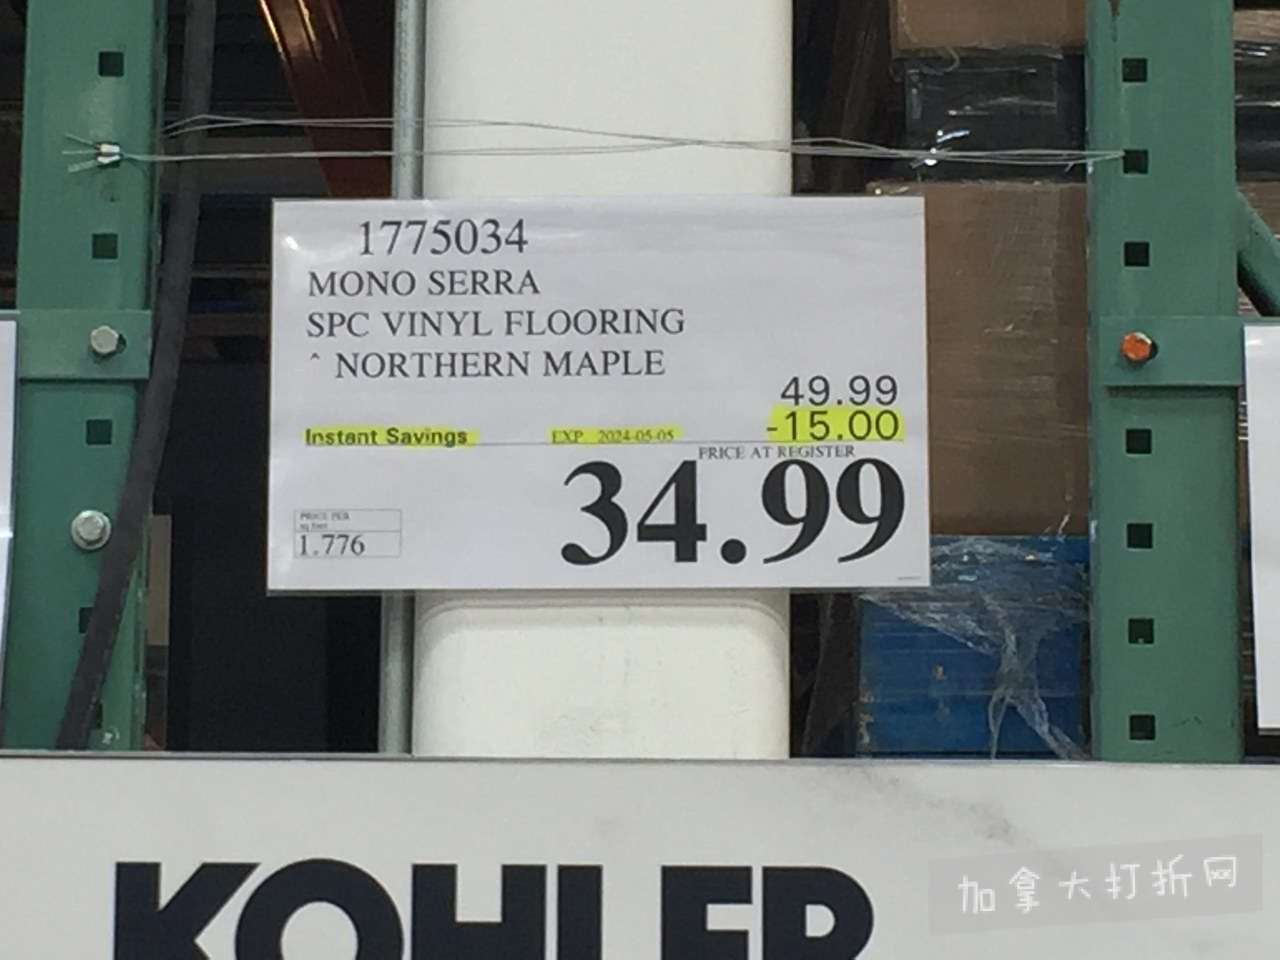 1775034
MONO SERRA
SPC VINYL FLOORING
^ NORTHERN MAPLE
49.99
Instant Savings EXP. 2024-05-05 -15.00
PRICE AT REGISTER
34.99
PRICE PER
sq feet
1.776
KOHLER
加拿大打折网